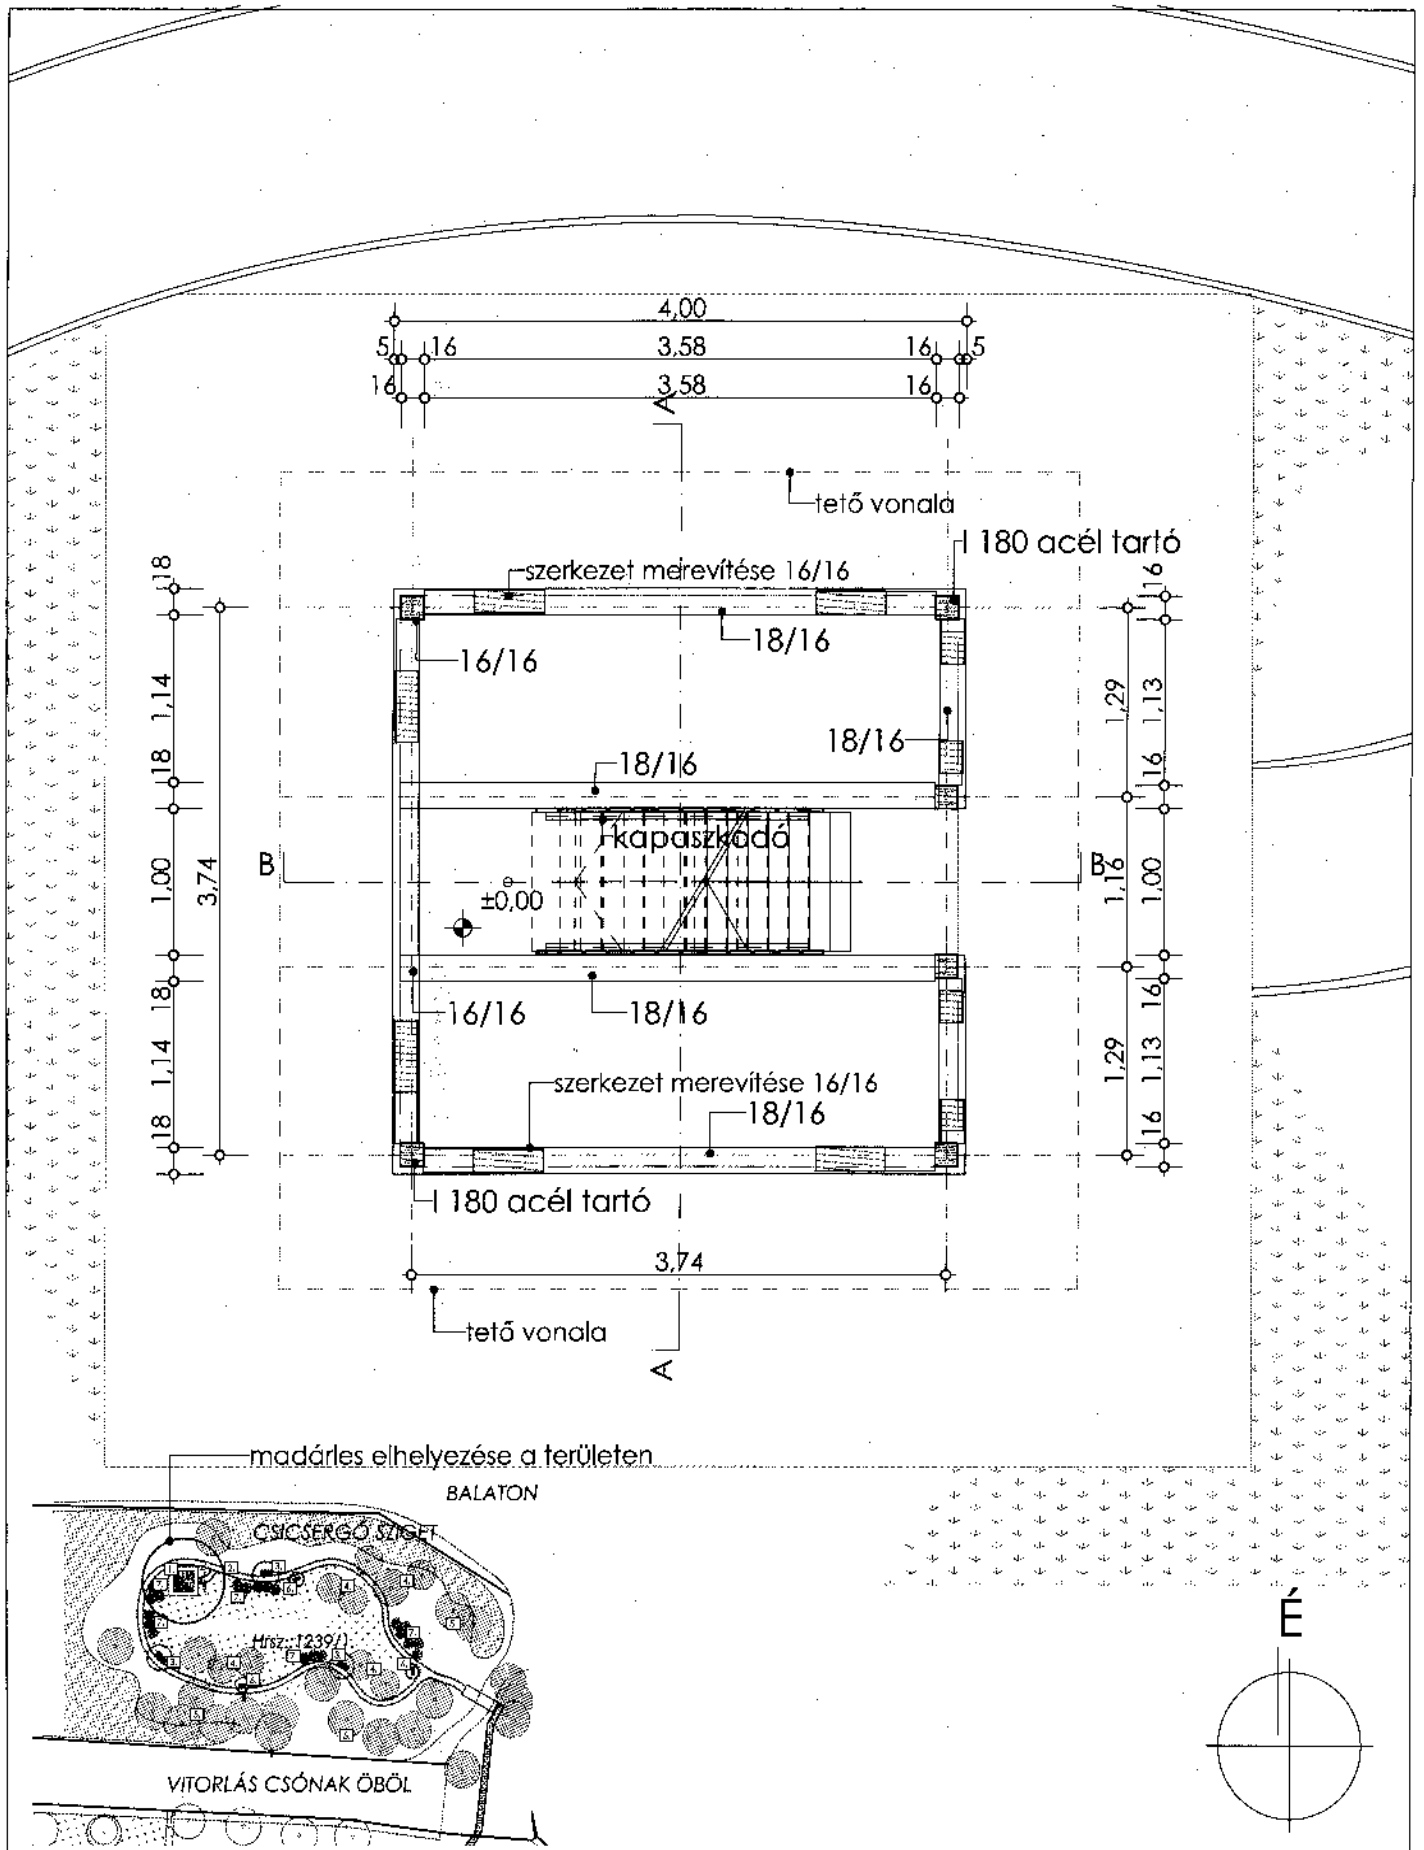 4,00
5 16 3,58 16 5
16 3,58 16
A
tető vonala
I 180 acél tartó
szerkezet merevítése 16/16
18/16
16/16
18/16
18/16
kapaszkodó
B
B
±0,00
16/16
18/16
szerkezet merevítése 16/16
18/16
I 180 acél tartó
18
1,14
18
1,00
18
1,14
18
3,74
1,29
1,16
1,29
16
1,13
16
1,00
16
1,13
16
3,74
tető vonala
A
madárles elhelyezése a területen
BALATON
CSICSERGŐ SZIGET
Hrsz.:1239/1
VITORLÁS CSÓNAK ÖBÖL
É